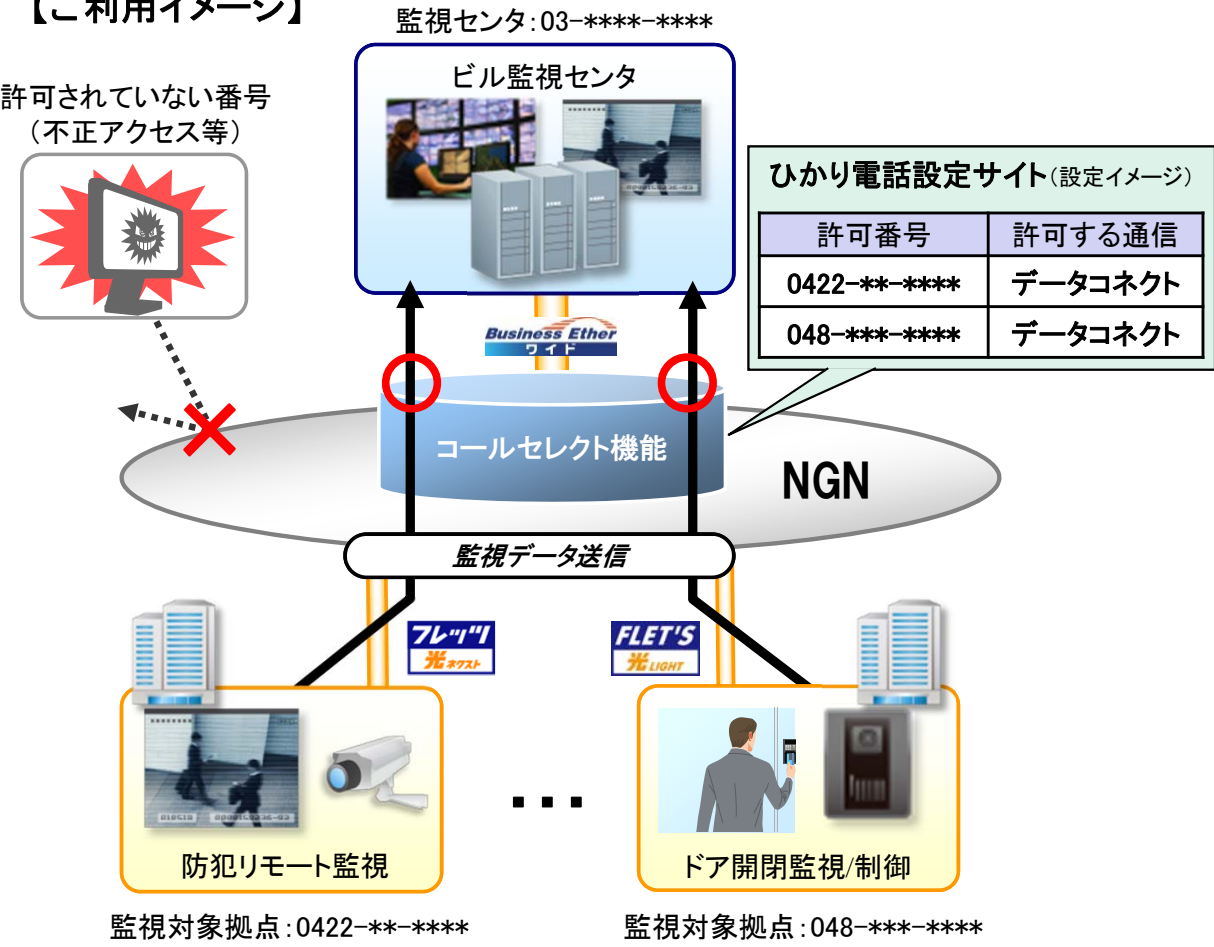 【ご利用イメージ】
監視センタ:03-****-****
ビル監視センタ
許可されていない番号
(不正アクセス等)
ひかり電話設定サイト(設定イメージ)
許可番号 許可する通信
0422-**-**** データコネクト
048-***-**** データコネクト
Business Ether
ワイド
コールセレクト機能
NGN
監視データ送信
フレッツ
光ネクスト
FLET'S
光LIGHT
防犯リモート監視
・・・
ドア開閉監視/制御
監視対象拠点:0422-**-****
監視対象拠点:048-***-****